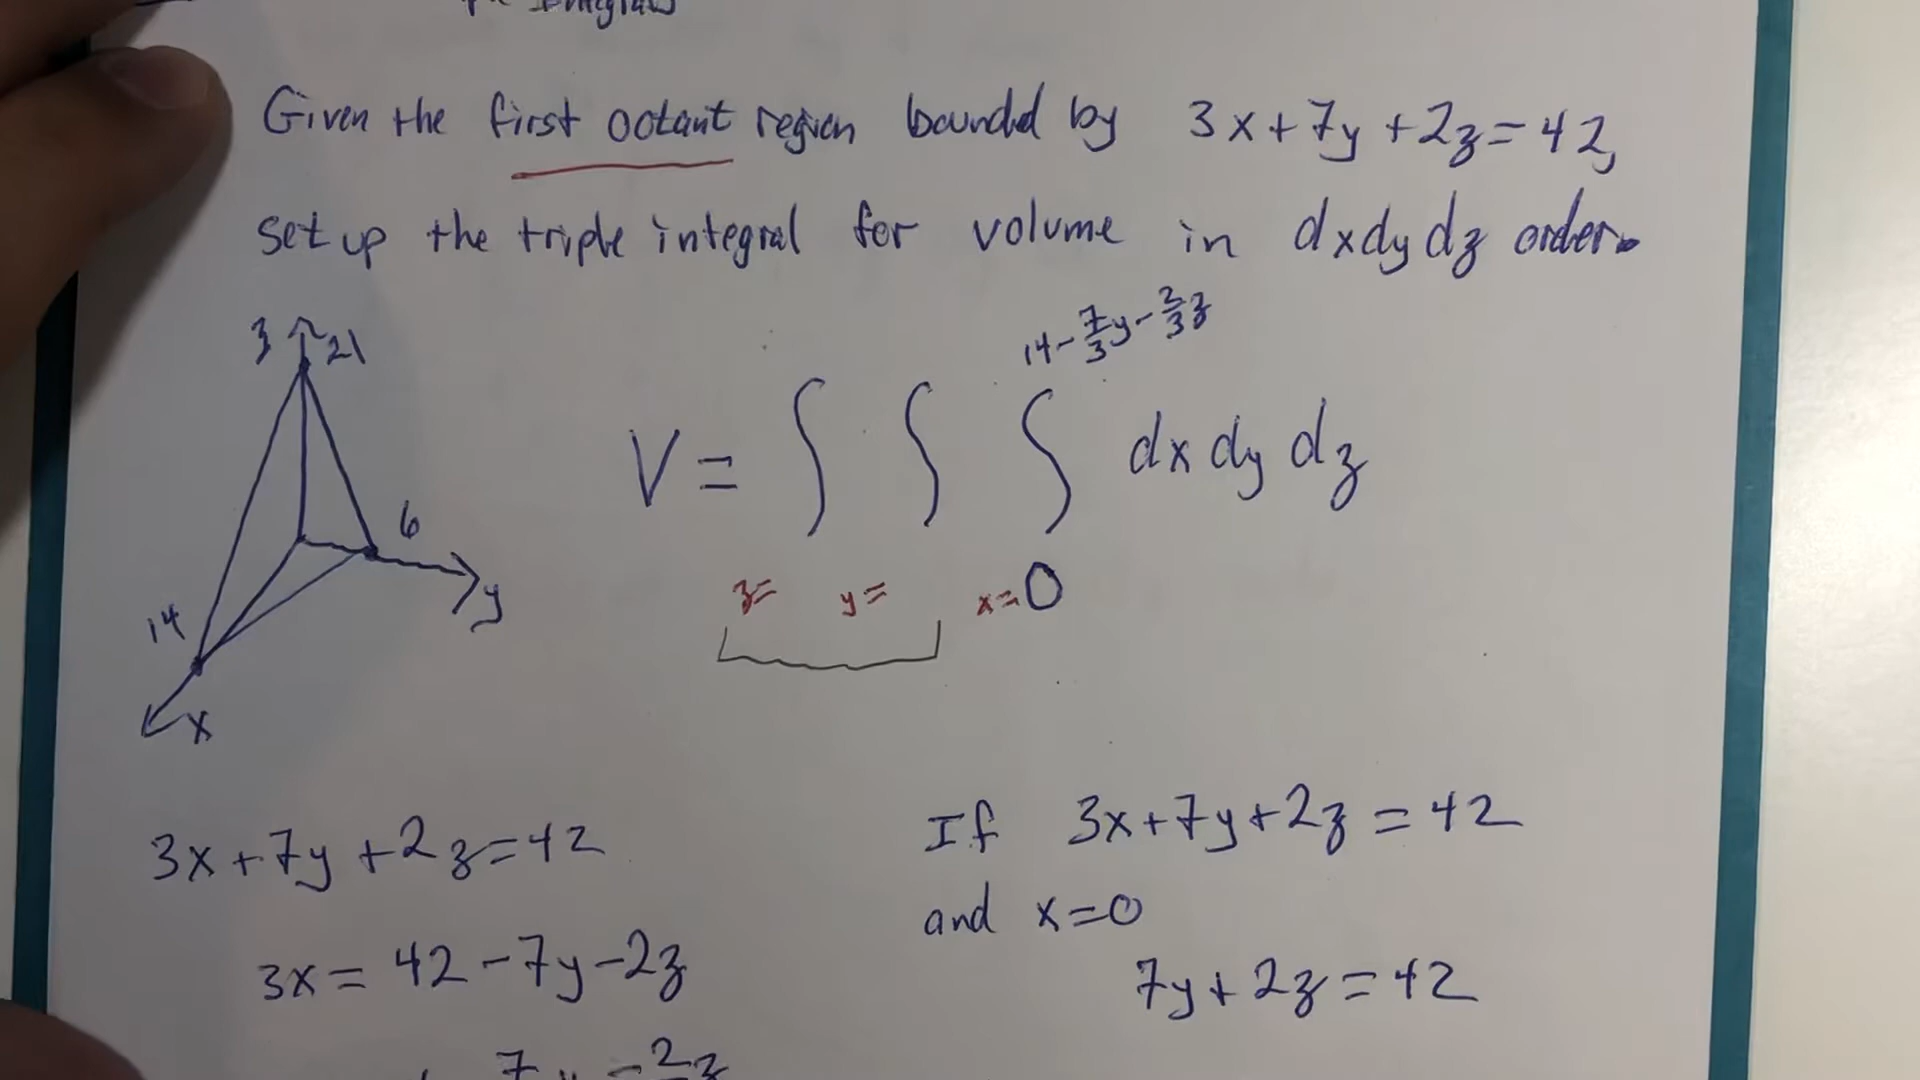 Integrals
Given the first octant region bounded by 3x+7y+2z=42,
set up the triple integral for volume in dxdydz order.
z 21
14-7/3y-2/3z
V=∫∫∫ dx dy dz
6
y
z= y= x=0
14
x
3x+7y+2z=42
If 3x+7y+2z=42
and x=0
3x=42-7y-2z
7y+2z=42